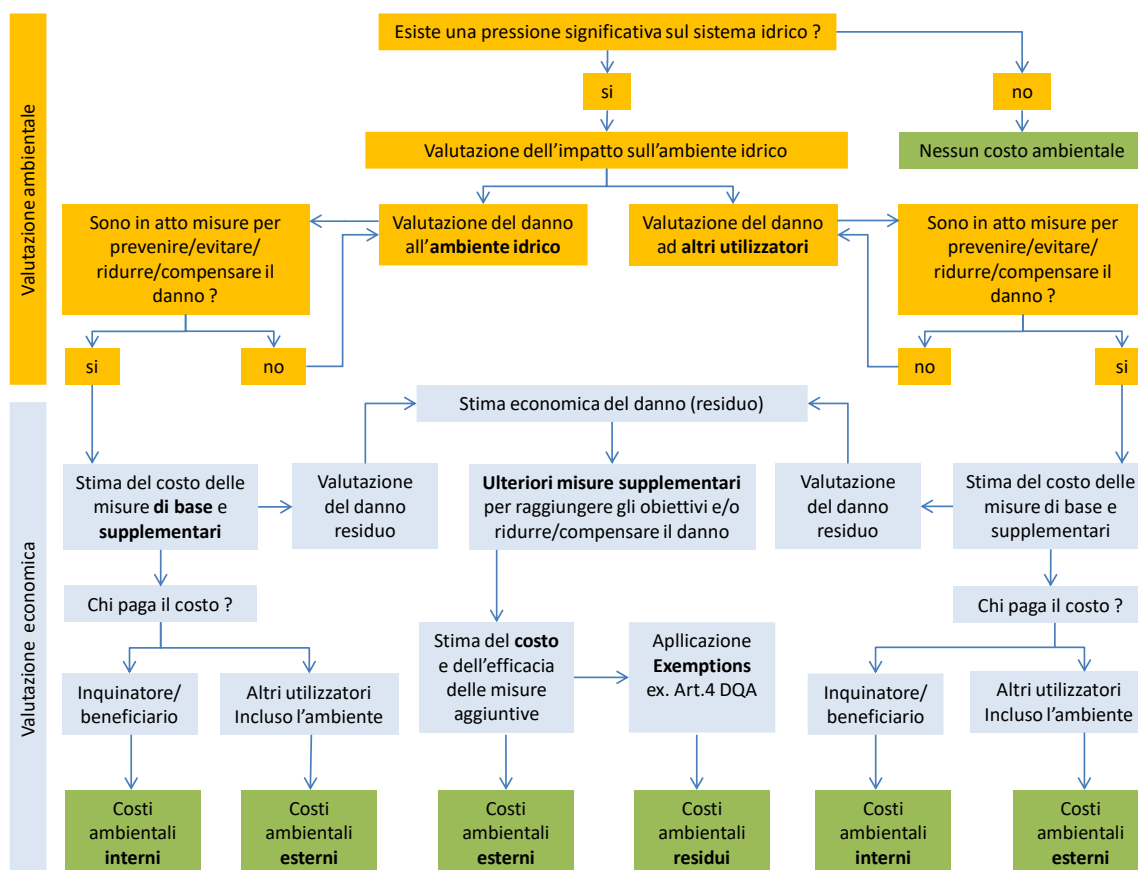 Valutazione ambientale
Esiste una pressione significativa sul sistema idrico ?
si
no
Valutazione dell'impatto sull'ambiente idrico
Nessun costo ambientale
Sono in atto misure per
prevenire/evitare/
ridurre/compensare il
danno ?
Valutazione del danno
all'ambiente idrico
Valutazione del danno
ad altri utilizzatori
Sono in atto misure per
prevenire/evitare/
ridurre/compensare il
danno ?
si
no
no
si
Valutazione economica
Stima economica del danno (residuo)
Stima del costo delle
misure di base e
supplementari
Valutazione
del danno
residuo
Ulteriori misure supplementari
per raggiungere gli obiettivi e/o
ridurre/compensare il danno
Valutazione
del danno
residuo
Stima del costo delle
misure di base e
supplementari
Chi paga il costo ?
Chi paga il costo ?
Inquinatore/
beneficiario
Altri utilizzatori
Incluso l'ambiente
Stima del costo
e dell'efficacia
delle misure
aggiuntive
Apllicazione
Exemptions
ex. Art.4 DQA
Inquinatore/
beneficiario
Altri utilizzatori
Incluso l'ambiente
Costi
ambientali
interni
Costi
ambientali
esterni
Costi
ambientali
esterni
Costi
ambientali
residui
Costi
ambientali
interni
Costi
ambientali
esterni